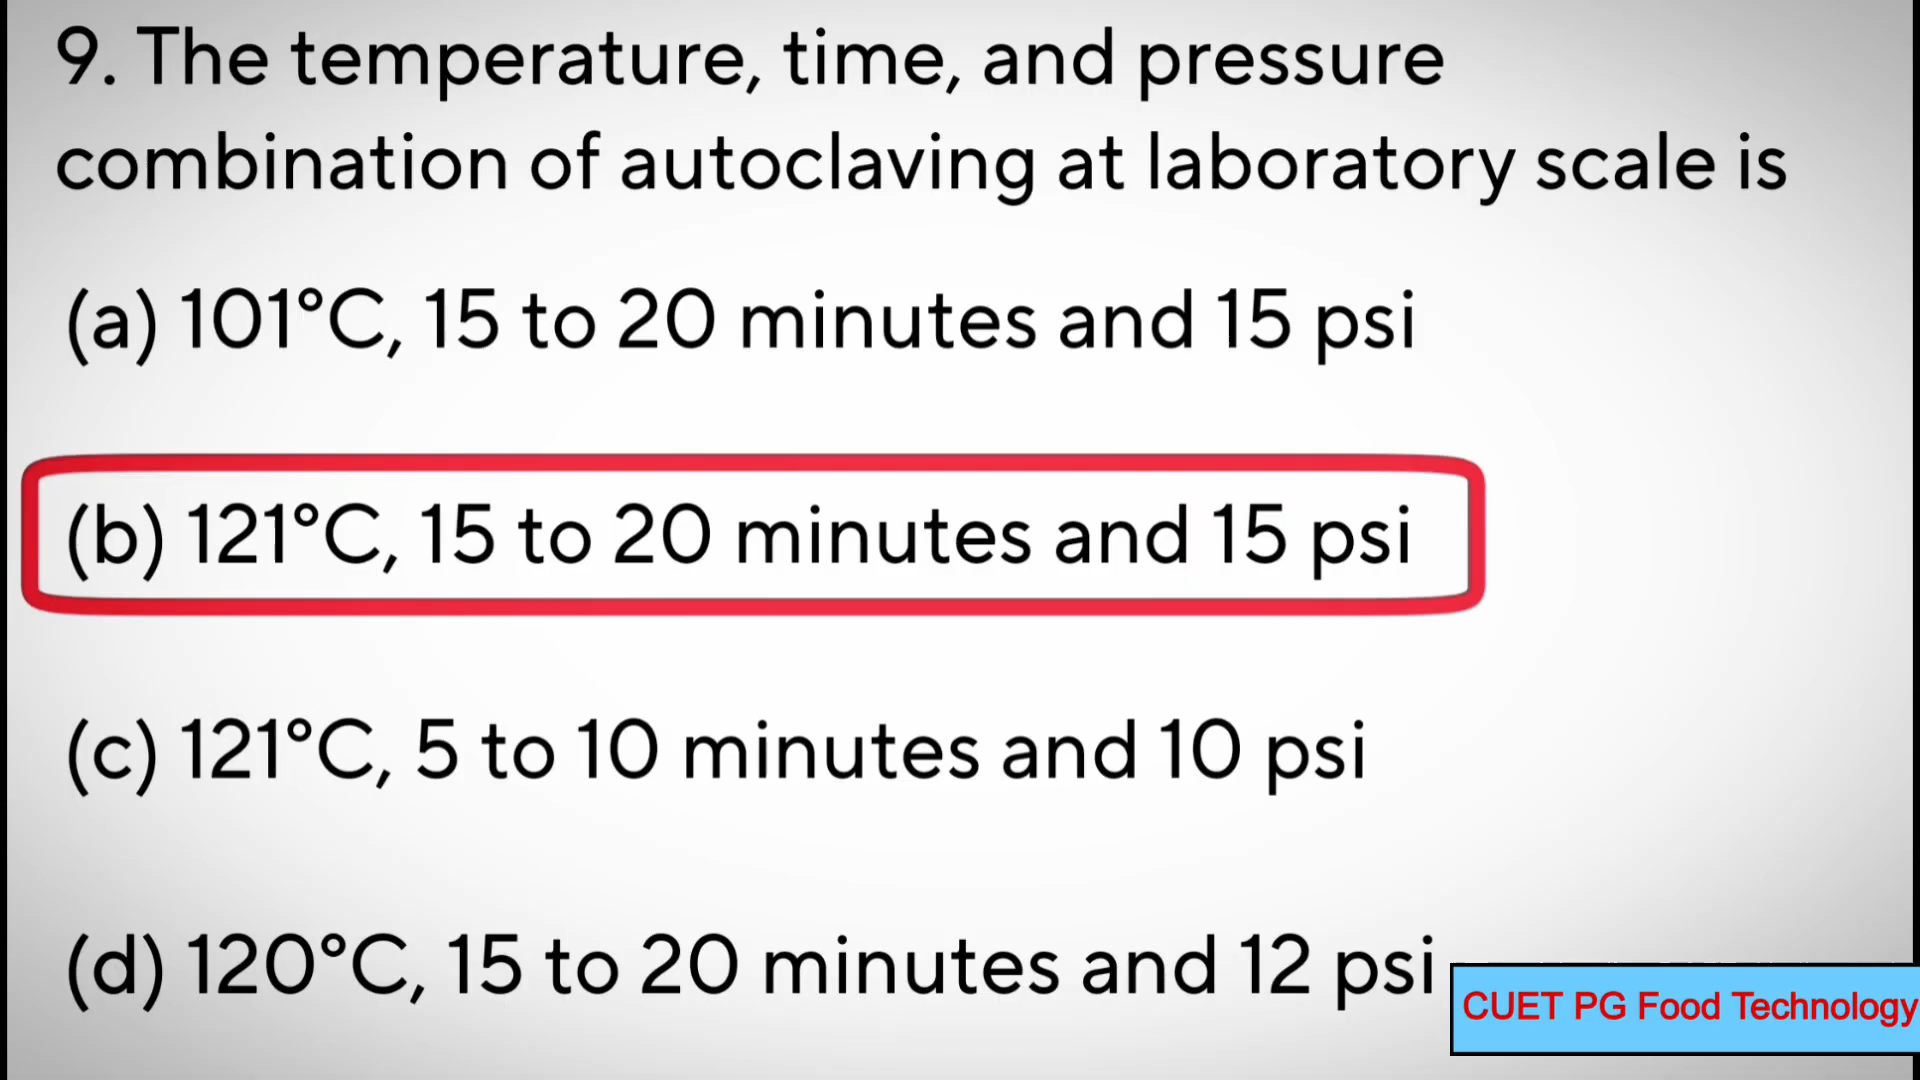 9. The temperature, time, and pressure
combination of autoclaving at laboratory scale is
(a) 101°C, 15 to 20 minutes and 15 psi
(b) 121°C, 15 to 20 minutes and 15 psi
(c) 121°C, 5 to 10 minutes and 10 psi
(d) 120°C, 15 to 20 minutes and 12 psi
CUET PG Food Technology